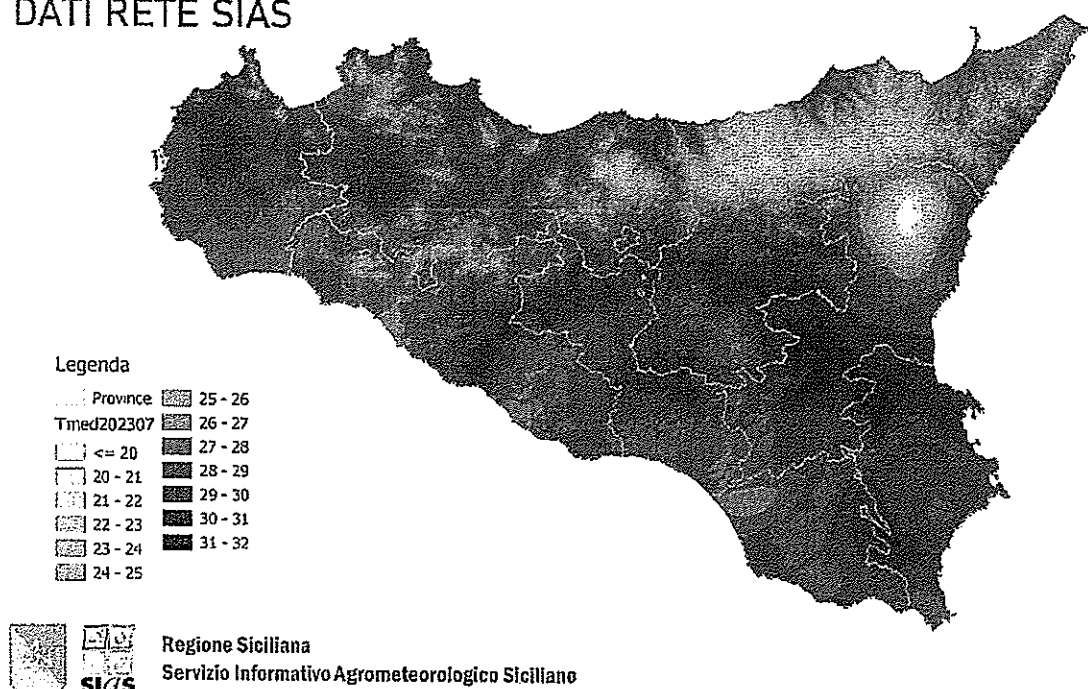 DATI RETE SIAS
Legenda
Province
Tmed202307
<= 20
20 - 21
21 - 22
22 - 23
23 - 24
24 - 25
25 - 26
26 - 27
27 - 28
28 - 29
29 - 30
30 - 31
31 - 32
SIAS
Regione Siciliana
Servizio Informativo Agrometeorologico Siciliano